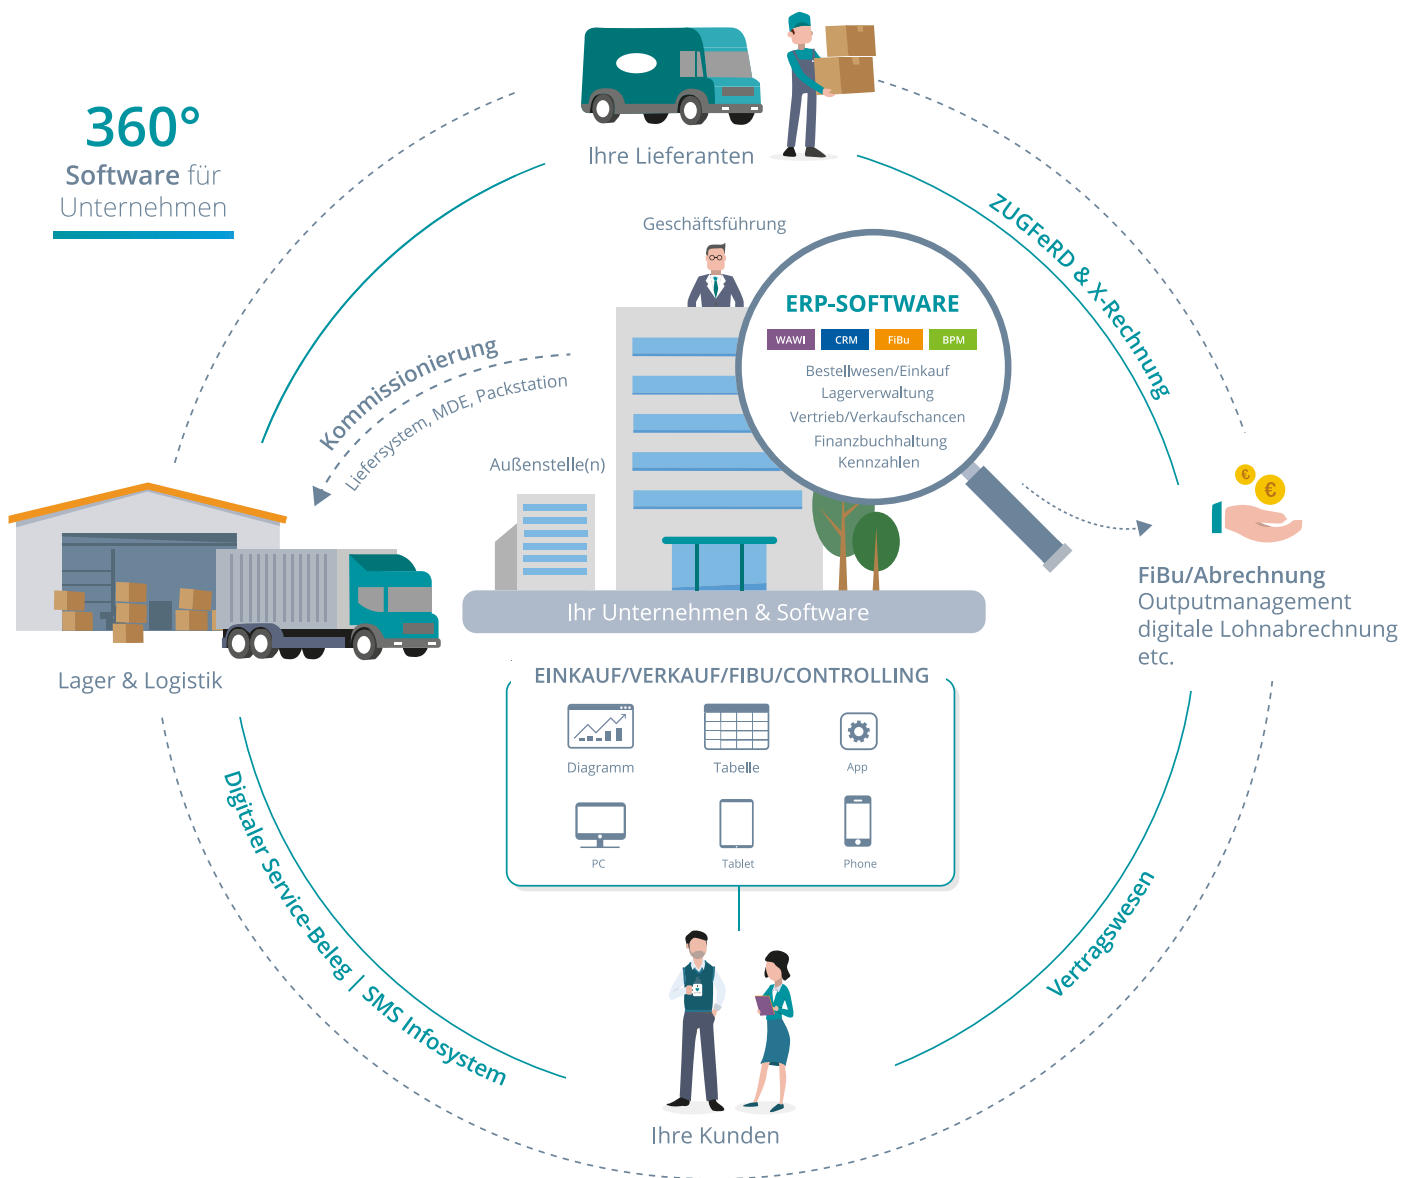 360°
Software für
Unternehmen
Ihre Lieferanten
ZUGFeRD & X-Rechnung
Geschäftsführung
ERP-SOFTWARE
WAWI CRM FiBu BPM
Bestellwesen/Einkauf
Lagerverwaltung
Vertrieb/Verkaufschancen
Finanzbuchhaltung
Kennzahlen
Kommissionierung
Liefersystem, MDE, Packstation
Außenstelle(n)
€ €
FiBu/Abrechnung
Outputmanagement
digitale Lohnabrechnung
etc.
Ihr Unternehmen & Software
Lager & Logistik
EINKAUF/VERKAUF/FIBU/CONTROLLING
Diagramm Tabelle App
PC Tablet Phone
Digitaler Service-Beleg | SMS Infosystem
Vertragswesen
Ihre Kunden